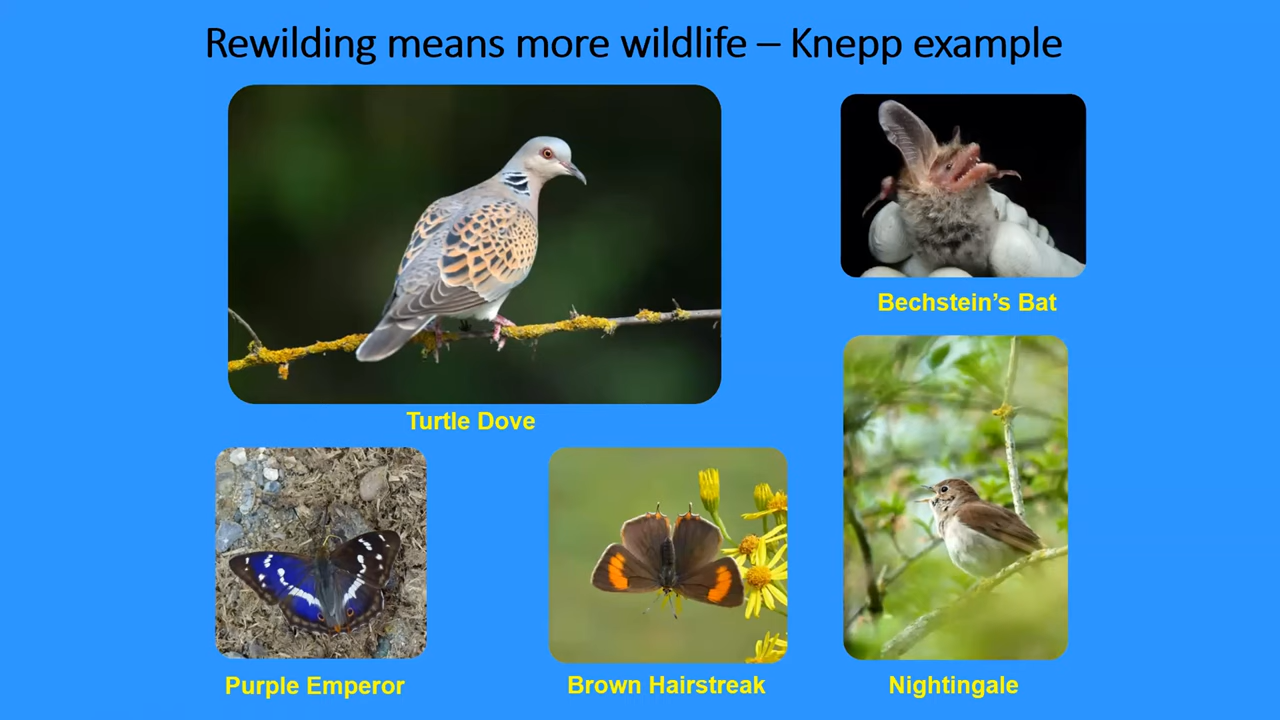 Rewilding means more wildlife – Knepp example
Turtle Dove
Bechstein’s Bat
Purple Emperor
Brown Hairstreak
Nightingale